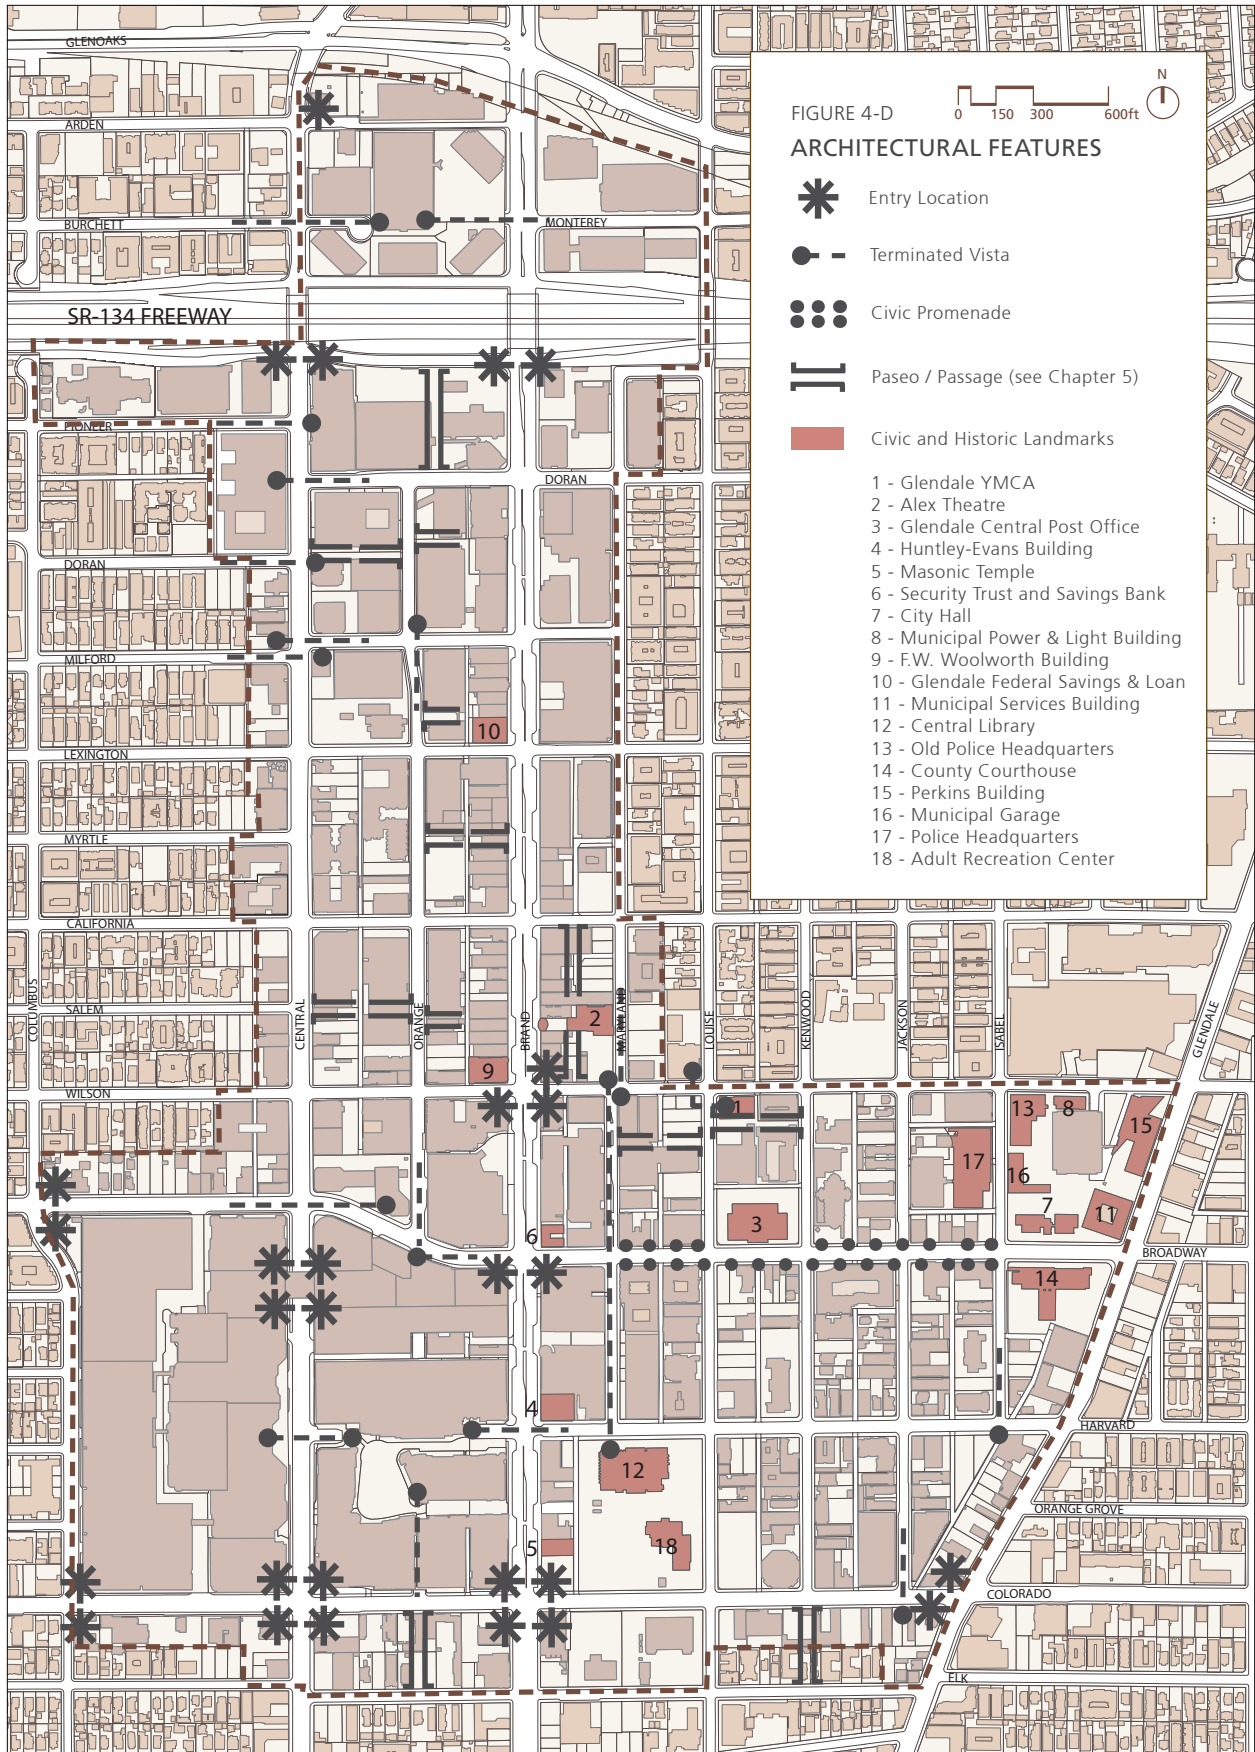 GLENOAKS
FIGURE 4-D
N
0 150 300 600ft
ARCHITECTURAL FEATURES
ARDEN
Entry Location
BURCHETT
MONTEREY
Terminated Vista
SR-134 FREEWAY
Civic Promenade
Paseo / Passage (see Chapter 5)
PIONEER
Civic and Historic Landmarks
DORAN
1 - Glendale YMCA
2 - Alex Theatre
3 - Glendale Central Post Office
4 - Huntley-Evans Building
5 - Masonic Temple
6 - Security Trust and Savings Bank
7 - City Hall
8 - Municipal Power & Light Building
9 - F.W. Woolworth Building
10 - Glendale Federal Savings & Loan
11 - Municipal Services Building
12 - Central Library
13 - Old Police Headquarters
14 - County Courthouse
15 - Perkins Building
16 - Municipal Garage
17 - Police Headquarters
18 - Adult Recreation Center
DORAN
MILFORD
10
LEXINGTON
MYRTLE
CALIFORNIA
SALEM
COLUMBUS
CENTRAL
ORANGE
BRAND
MARYLAND
LOUISE
KENWOOD
JACKSON
ISABEL
GLENDALE
2
9
WILSON
1
13
8
15
17
16
7
11
3
6
BROADWAY
14
4
HARVARD
12
ORANGE GROVE
5
18
COLORADO
ELK